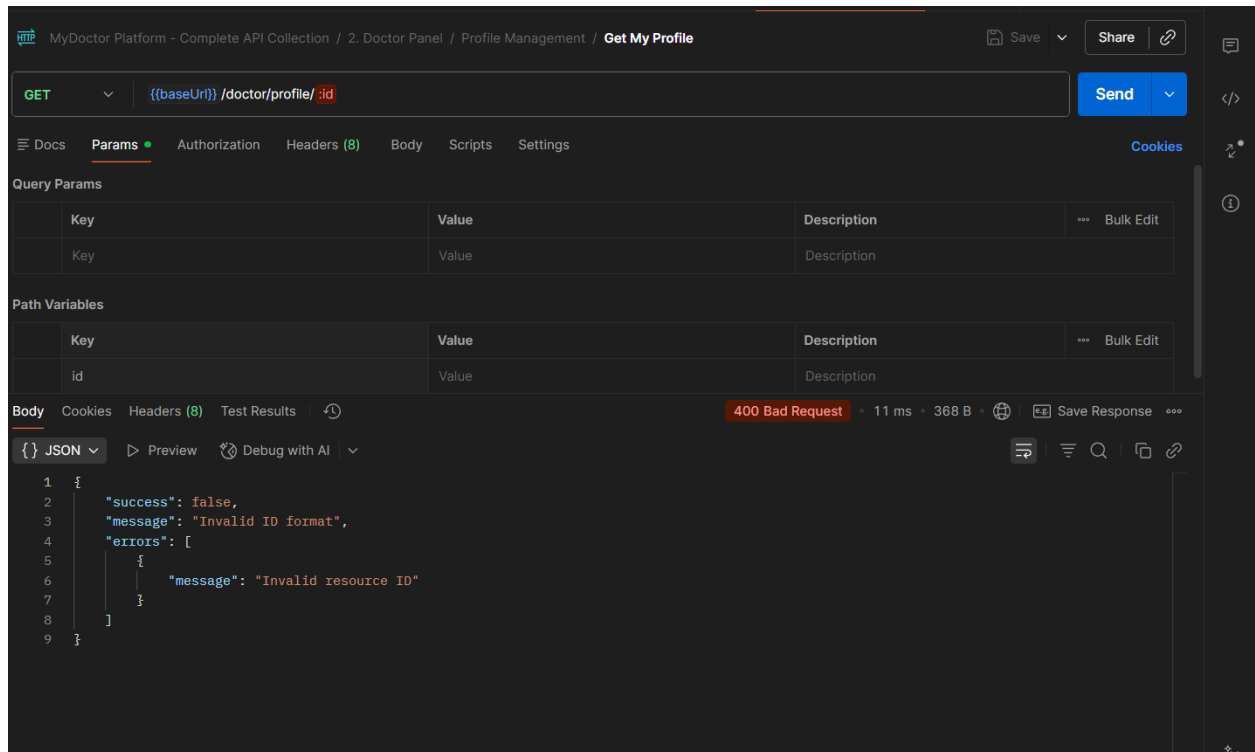 HTTP MyDoctor Platform - Complete API Collection / 2. Doctor Panel / Profile Management / Get My Profile Save Share
GET {{baseUrl}} /doctor/profile/ :id Send
Docs Params Authorization Headers (8) Body Scripts Settings Cookies
Query Params
Key Value Description Bulk Edit
Key Value Description
Path Variables
Key Value Description Bulk Edit
id Value Description
Body Cookies Headers (8) Test Results 400 Bad Request 11 ms 368 B e.g. Save Response
{} JSON Preview Debug with AI
1 {
2 "success": false,
3 "message": "Invalid ID format",
4 "errors": [
5 {
6 "message": "Invalid resource ID"
7 }
8 ]
9 }